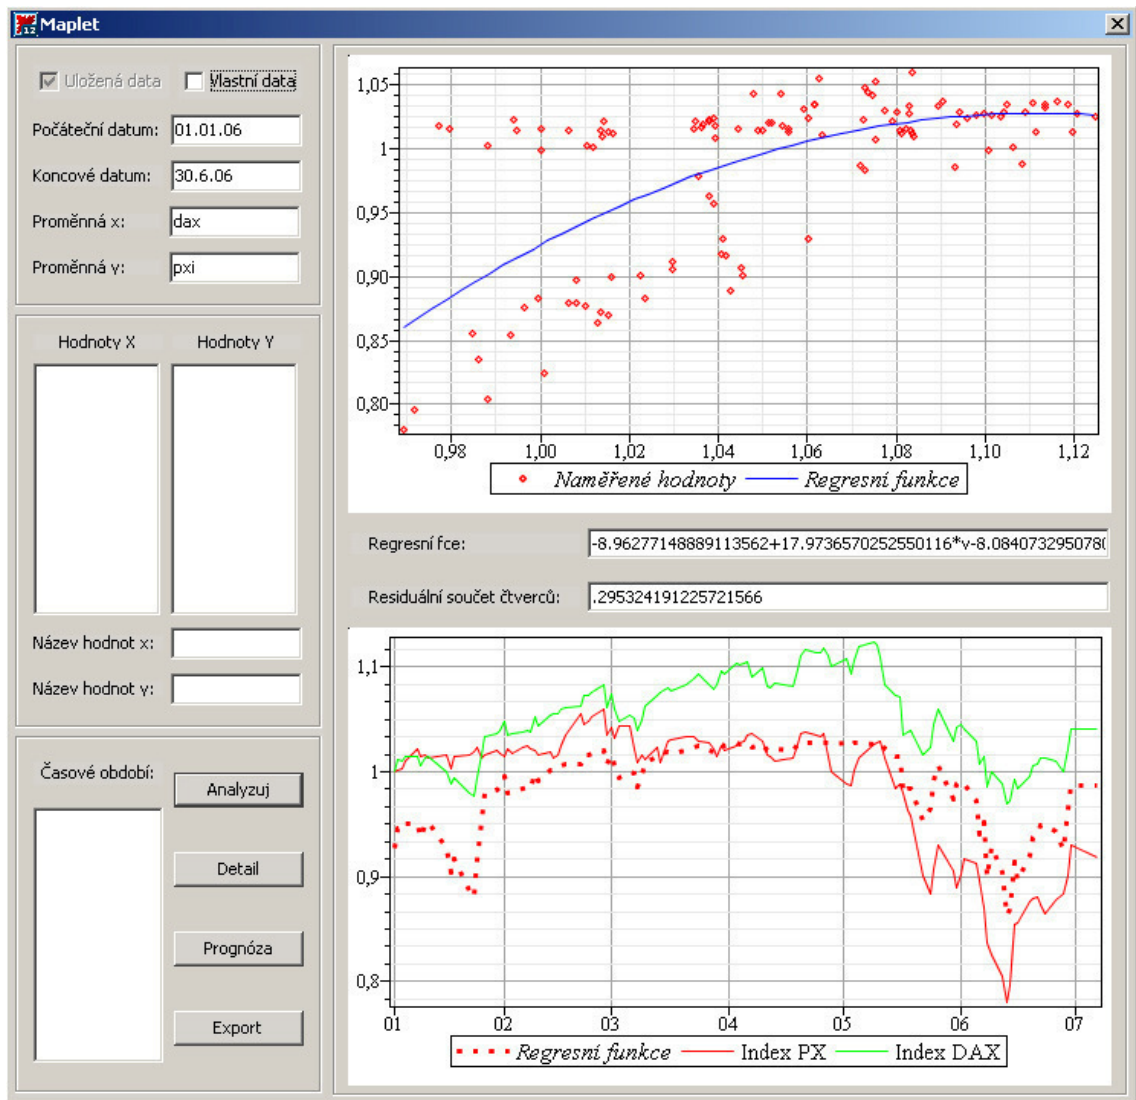 Maplet
Uložená data
Vlastní data
Počáteční datum:
01.01.06
Koncové datum:
30.6.06
Proměnná x:
dax
Proměnná y:
pxi
Hodnoty X
Hodnoty Y
Název hodnot x:
Název hodnot y:
Časové období:
Analyzuj
Detail
Prognóza
Export
1,05
1
0,95
0,90
0,85
0,80
0,98 1,00 1,02 1,04 1,06 1,08 1,10 1,12
Naměřené hodnoty Regresní funkce
Regresní fce:
-8.96277148889113562+17.9736570252550116*v-8.0840732950780
Residuální součet čtverců:
.295324191225721566
1,1
1
0,9
0,8
01 02 03 04 05 06 07
Regresní funkce Index PX Index DAX